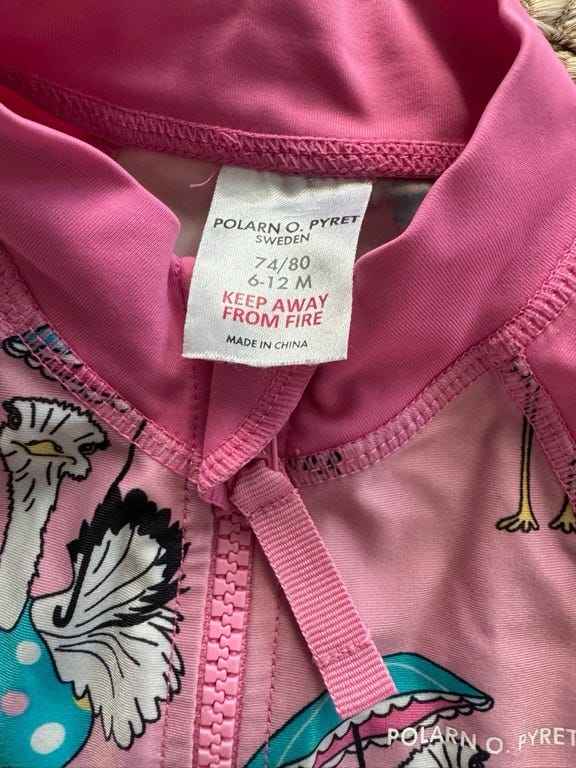 POLARN O. PYRET
SWEDEN
74/80
6-12 M
KEEP AWAY
FROM FIRE
MADE IN CHINA
POLARN O. PYRET